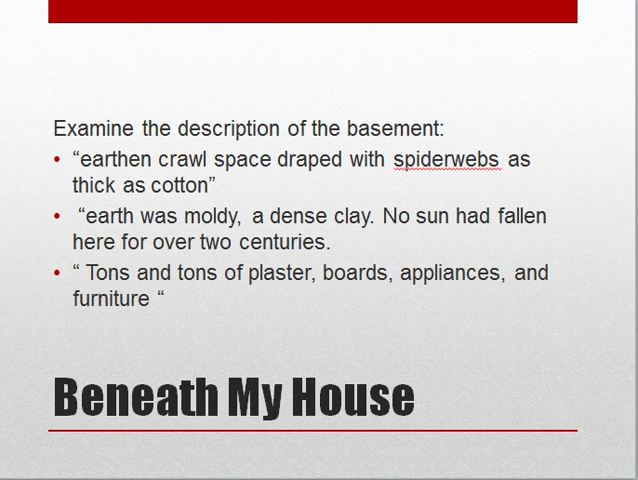 Examine the description of the basement:
• “earthen crawl space draped with spiderwebs as
thick as cotton”
• “earth was moldy, a dense clay. No sun had fallen
here for over two centuries.
• “ Tons and tons of plaster, boards, appliances, and
furniture “
Beneath My House